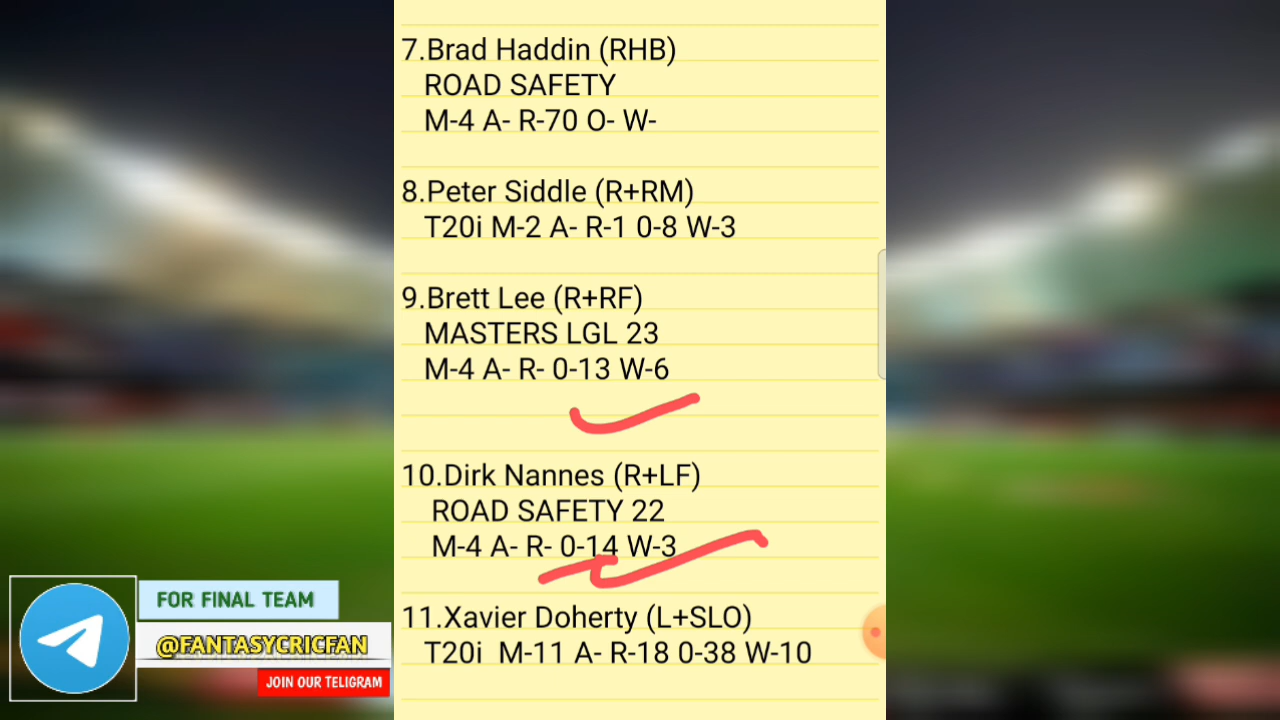 7.Brad Haddin (RHB)
ROAD SAFETY
M-4 A- R-70 O- W-
8.Peter Siddle (R+RM)
T20i M-2 A- R-1 0-8 W-3
9.Brett Lee (R+RF)
MASTERS LGL 23
M-4 A- R- 0-13 W-6
10.Dirk Nannes (R+LF)
ROAD SAFETY 22
M-4 A- R- 0-14 W-3
11.Xavier Doherty (L+SLO)
T20i M-11 A- R-18 0-38 W-10
FOR FINAL TEAM
@FANTASYCRICFAN
JOIN OUR TELIGRAM